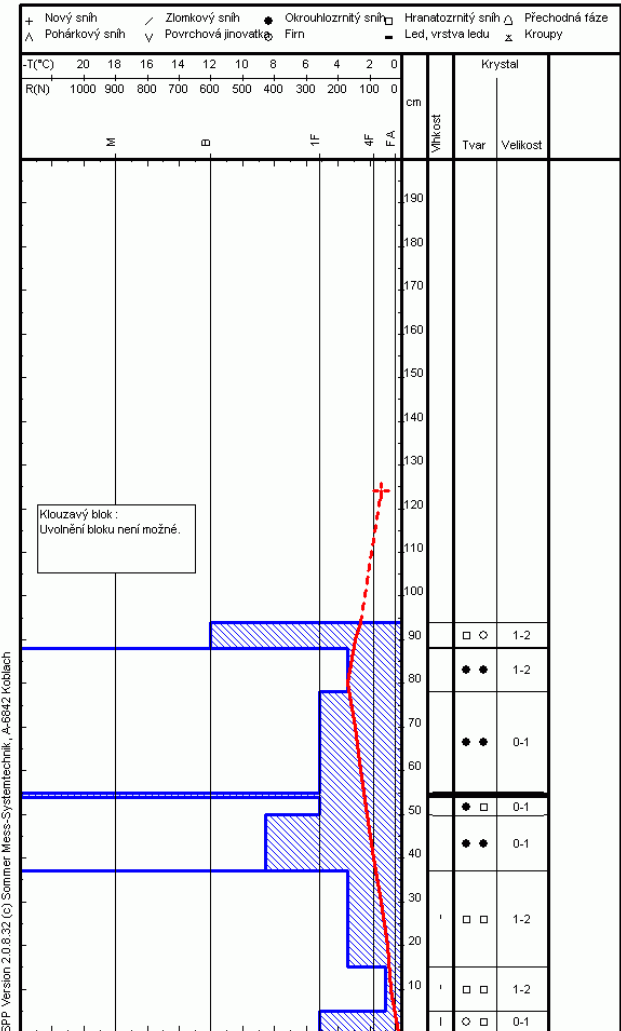 + Nový sníh / Zlomkový sníh ● Okrouhlozrnitý sníh □ Hranatozrnitý sníh Přechodná fáze
Λ Pohárkový sníh V Povrchová jinovatka Firn Led, vrstva ledu Kroupy
-T(°C) 20 18 16 14 12 10 8 6 4 2 0 Krystal
R(N) 1000 900 800 700 600 500 400 300 200 100 0 cm
M B 1F 4F F A
Vlhkost Tvar Velikost
190
180
170
160
150
140
130
120
110
100
90
80
70
60
50
40
30
20
10
Klouzavý blok :
Uvolnění bloku není možné.
□ ○ 1-2
● ● 1-2
● ● 0-1
● □ 0-1
● ● 0-1
ı □ □ 1-2
ı □ □ 1-2
| ○ □ 0-1
SPP Version 2.0.8.32 (c) Sommer Mess-Systemtechnik, A-6842 Koblach